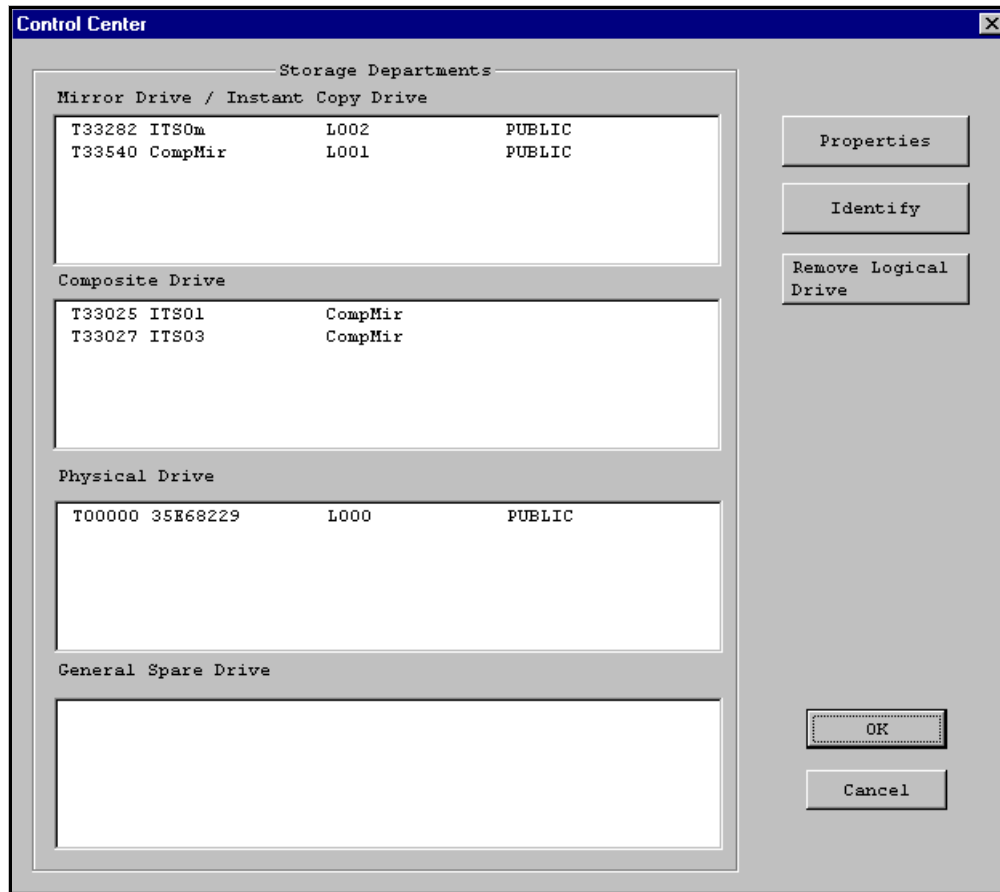 Control Center
Storage Departments
Mirror Drive / Instant Copy Drive
T33282 ITSOm L002 PUBLIC
T33540 CompMir L001 PUBLIC
Properties
Identify
Remove Logical
Drive
Composite Drive
T33025 ITSO1 CompMir
T33027 ITSO3 CompMir
Physical Drive
T00000 35E68229 L000 PUBLIC
General Spare Drive
OK
Cancel